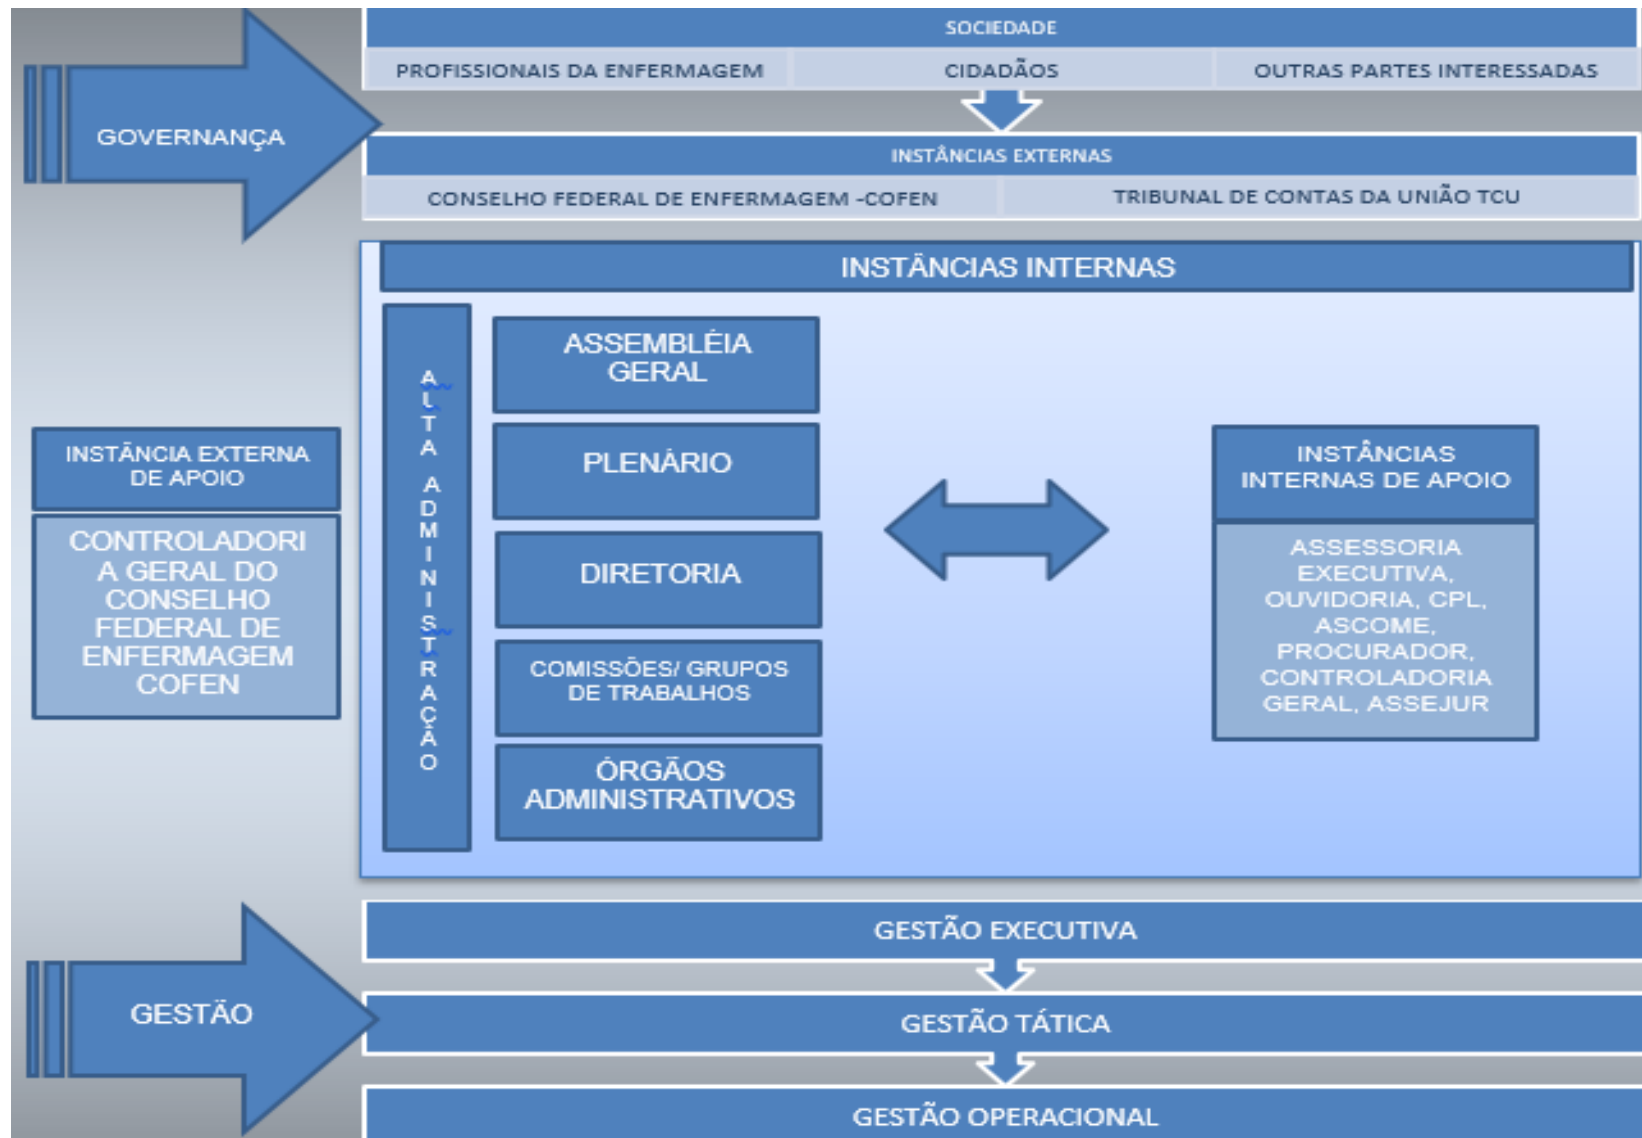 SOCIEDADE
PROFISSIONAIS DA ENFERMAGEM
CIDADÃOS
OUTRAS PARTES INTERESSADAS
GOVERNANÇA
INSTÂNCIAS EXTERNAS
CONSELHO FEDERAL DE ENFERMAGEM -COFEN
TRIBUNAL DE CONTAS DA UNIÃO TCU
INSTÂNCIAS INTERNAS
INSTÂNCIA EXTERNA
DE APOIO
CONTROLADORI
A GERAL DO
CONSELHO
FEDERAL DE
ENFERMAGEM
COFEN
ALTA ADMINISTRAÇÃO
ASSEMBLÉIA
GERAL
PLENÁRIO
DIRETORIA
COMISSÕES/ GRUPOS
DE TRABALHOS
ÓRGÃOS
ADMINISTRATIVOS
INSTÂNCIAS
INTERNAS DE APOIO
ASSESSORIA
EXECUTIVA,
OUVIDORIA, CPL,
ASCOME,
PROCURADOR,
CONTROLADORIA
GERAL, ASSEJUR
GESTÃO
GESTÃO EXECUTIVA
GESTÃO TÁTICA
GESTÃO OPERACIONAL